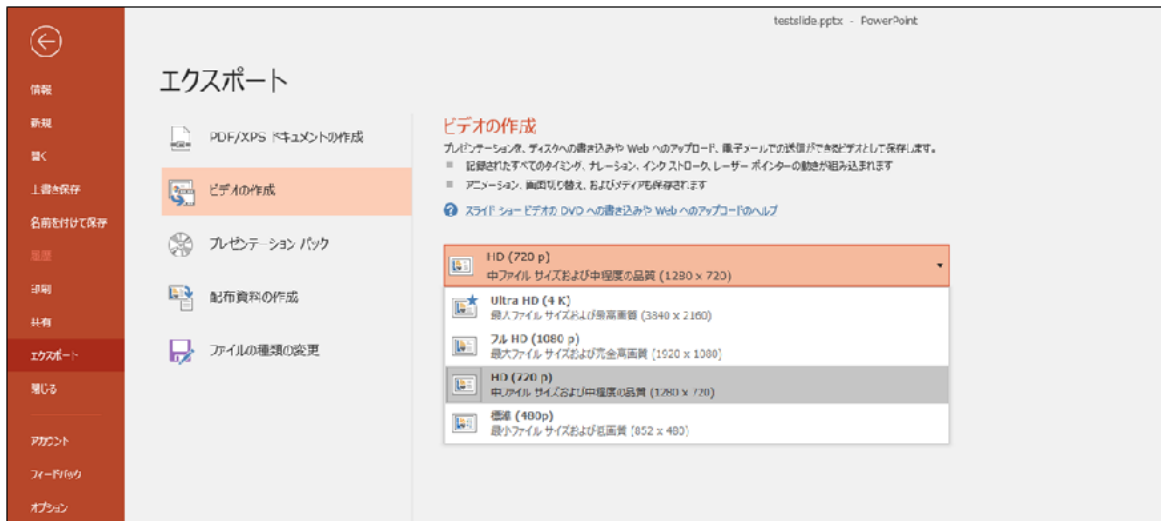 testslide.pptx - PowerPoint
情報
新規
開く
上書き保存
名前を付けて保存
履歴
印刷
共有
エクスポート
閉じる
アカウント
フィードバック
オプション
エクスポート
PDF/XPS ドキュメントの作成
ビデオの作成
プレゼンテーション パック
配布資料の作成
ファイルの種類の変更
ビデオの作成
プレゼンテーションを、ディスクへの書き込みや Web へのアップロード、電子メールでの送信ができるビデオとして保存します。
記録されたすべてのタイミング、ナレーション、インク ストローク、レーザー ポインターの動きが組み込まれます
アニメーション、画面切り替え、およびメディアも保存されます
スライド ショー ビデオの DVD への書き込みや Web へのアップロードのヘルプ
HD (720 p)
中ファイル サイズおよび中程度の品質 (1280 x 720)
Ultra HD (4 K)
最大ファイル サイズおよび最高画質 (3840 x 2160)
フル HD (1080 p)
最大ファイル サイズおよび完全高画質 (1920 x 1080)
HD (720 p)
中ファイル サイズおよび中程度の品質 (1280 x 720)
標準 (480p)
最小ファイル サイズおよび低画質 (852 x 480)